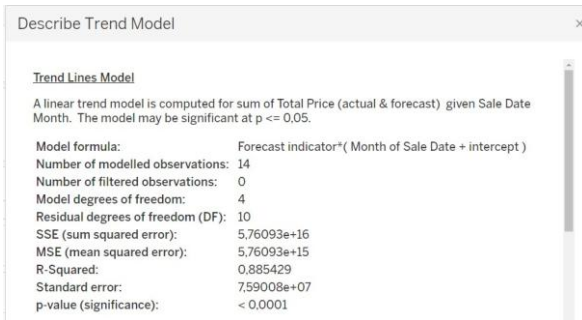 Describe Trend Model
Trend Lines Model
A linear trend model is computed for sum of Total Price (actual & forecast) given Sale Date
Month. The model may be significant at p <= 0,05.
Model formula: Forecast indicator*( Month of Sale Date + intercept )
Number of modelled observations: 14
Number of filtered observations: 0
Model degrees of freedom: 4
Residual degrees of freedom (DF): 10
SSE (sum squared error): 5,76093e+16
MSE (mean squared error): 5,76093e+15
R-Squared: 0,885429
Standard error: 7,59008e+07
p-value (significance): < 0,0001